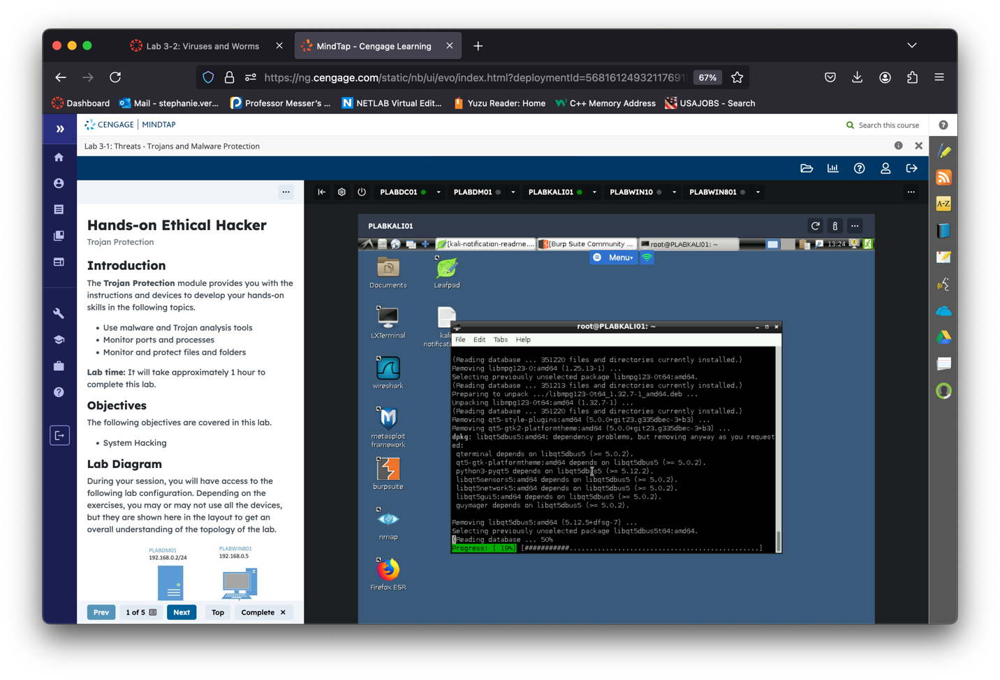 Lab 3-2: Viruses and Worms
MindTap - Cengage Learning
https://ng.cengage.com/static/nb/ui/evo/index.html?deploymentId=56816124932117691
67%
Dashboard
Mail - stephanie.ver...
Professor Messer's ...
NETLAB Virtual Edit...
Yuzu Reader: Home
C++ Memory Address
USAJOBS - Search
CENGAGE | MINDTAP
Search this course
Lab 3-1: Threats - Trojans and Malware Protection
PLABDC01
PLABDM01
PLABKALI01
PLABWIN10
PLABWIN801
Hands-on Ethical Hacker
Trojan Protection
Introduction
The Trojan Protection module provides you with the
instructions and devices to develop your hands-on
skills in the following topics.
• Use malware and Trojan analysis tools
• Monitor ports and processes
• Monitor and protect files and folders
Lab time: It will take approximately 1 hour to
complete this lab.
Objectives
The following objectives are covered in this lab.
• System Hacking
Lab Diagram
During your session, you will have access to the
following lab configuration. Depending on the
exercises, you may or may not use all the devices,
but they are shown here in the layout to get an
overall understanding of the topology of the lab.
PLABDM01
192.168.0.2/24
PLABWIN801
192.168.0.5
Prev
1 of 5
Next
Top
Complete
PLABKALI01
[kali-notification-readme....
[Burp Suite Community ...
root@PLABKALI01: ~
13:24
Menu
Documents
Leafpad
LXTerminal
kali
notificat
wireshark
metasploit
framework
burpsuite
nmap
Firefox ESR
root@PLABKALI01: ~
File Edit Tabs Help
(Reading database ... 351220 files and directories currently installed.)
Removing libmpg123-0:amd64 (1.25.13-1) ...
Selecting previously unselected package libmpg123-0t64:amd64.
(Reading database ... 351213 files and directories currently installed.)
Preparing to unpack .../libmpg123-0t64_1.32.7-1_amd64.deb ...
Unpacking libmpg123-0t64:amd64 (1.32.7-1) ...
(Reading database ... 351220 files and directories currently installed.)
Removing qt5-style-plugins:amd64 (5.0.0+git23.g335dbec-3+b3) ...
Removing qt5-gtk2-platformtheme:amd64 (5.0.0+git23.g335dbec-3+b3) ...
dpkg: libqt5dbus5:amd64: dependency problems, but removing anyway as you request
ed:
qterminal depends on libqt5dbus5 (>= 5.0.2).
qt5-gtk-platformtheme:amd64 depends on libqt5dbus5 (>= 5.0.2).
python3-pyqt5 depends on libqt5dbus5 (>= 5.12.2).
libqt5sensors5:amd64 depends on libqt5dbus5 (>= 5.0.2).
libqt5network5:amd64 depends on libqt5dbus5 (>= 5.0.2).
libqt5gui5:amd64 depends on libqt5dbus5 (>= 5.0.2).
guymager depends on libqt5dbus5 (>= 5.0.2).
Removing libqt5dbus5:amd64 (5.12.5+dfsg-7) ...
Selecting previously unselected package libqt5dbus5t64:amd64.
(Reading database ... 50%
Progress: [ 19%] [###########...............................................]
A-Z